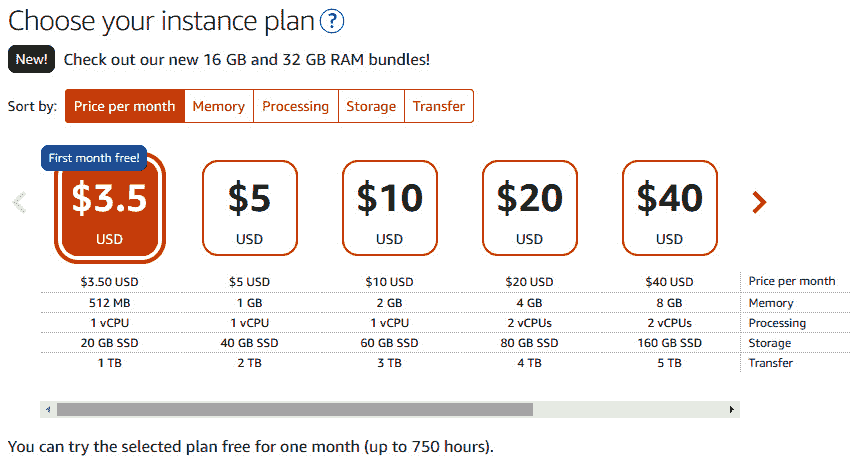 Choose your instance plan ?
New! Check out our new 16 GB and 32 GB RAM bundles!
Sort by: Price per month Memory Processing Storage Transfer
First month free!
$3.5 $5 $10 $20 $40
USD USD USD USD USD
$3.50 USD $5 USD $10 USD $20 USD $40 USD Price per month
512 MB 1 GB 2 GB 4 GB 8 GB Memory
1 vCPU 1 vCPU 1 vCPU 2 vCPUs 2 vCPUs Processing
20 GB SSD 40 GB SSD 60 GB SSD 80 GB SSD 160 GB SSD Storage
1 TB 2 TB 3 TB 4 TB 5 TB Transfer
You can try the selected plan free for one month (up to 750 hours).